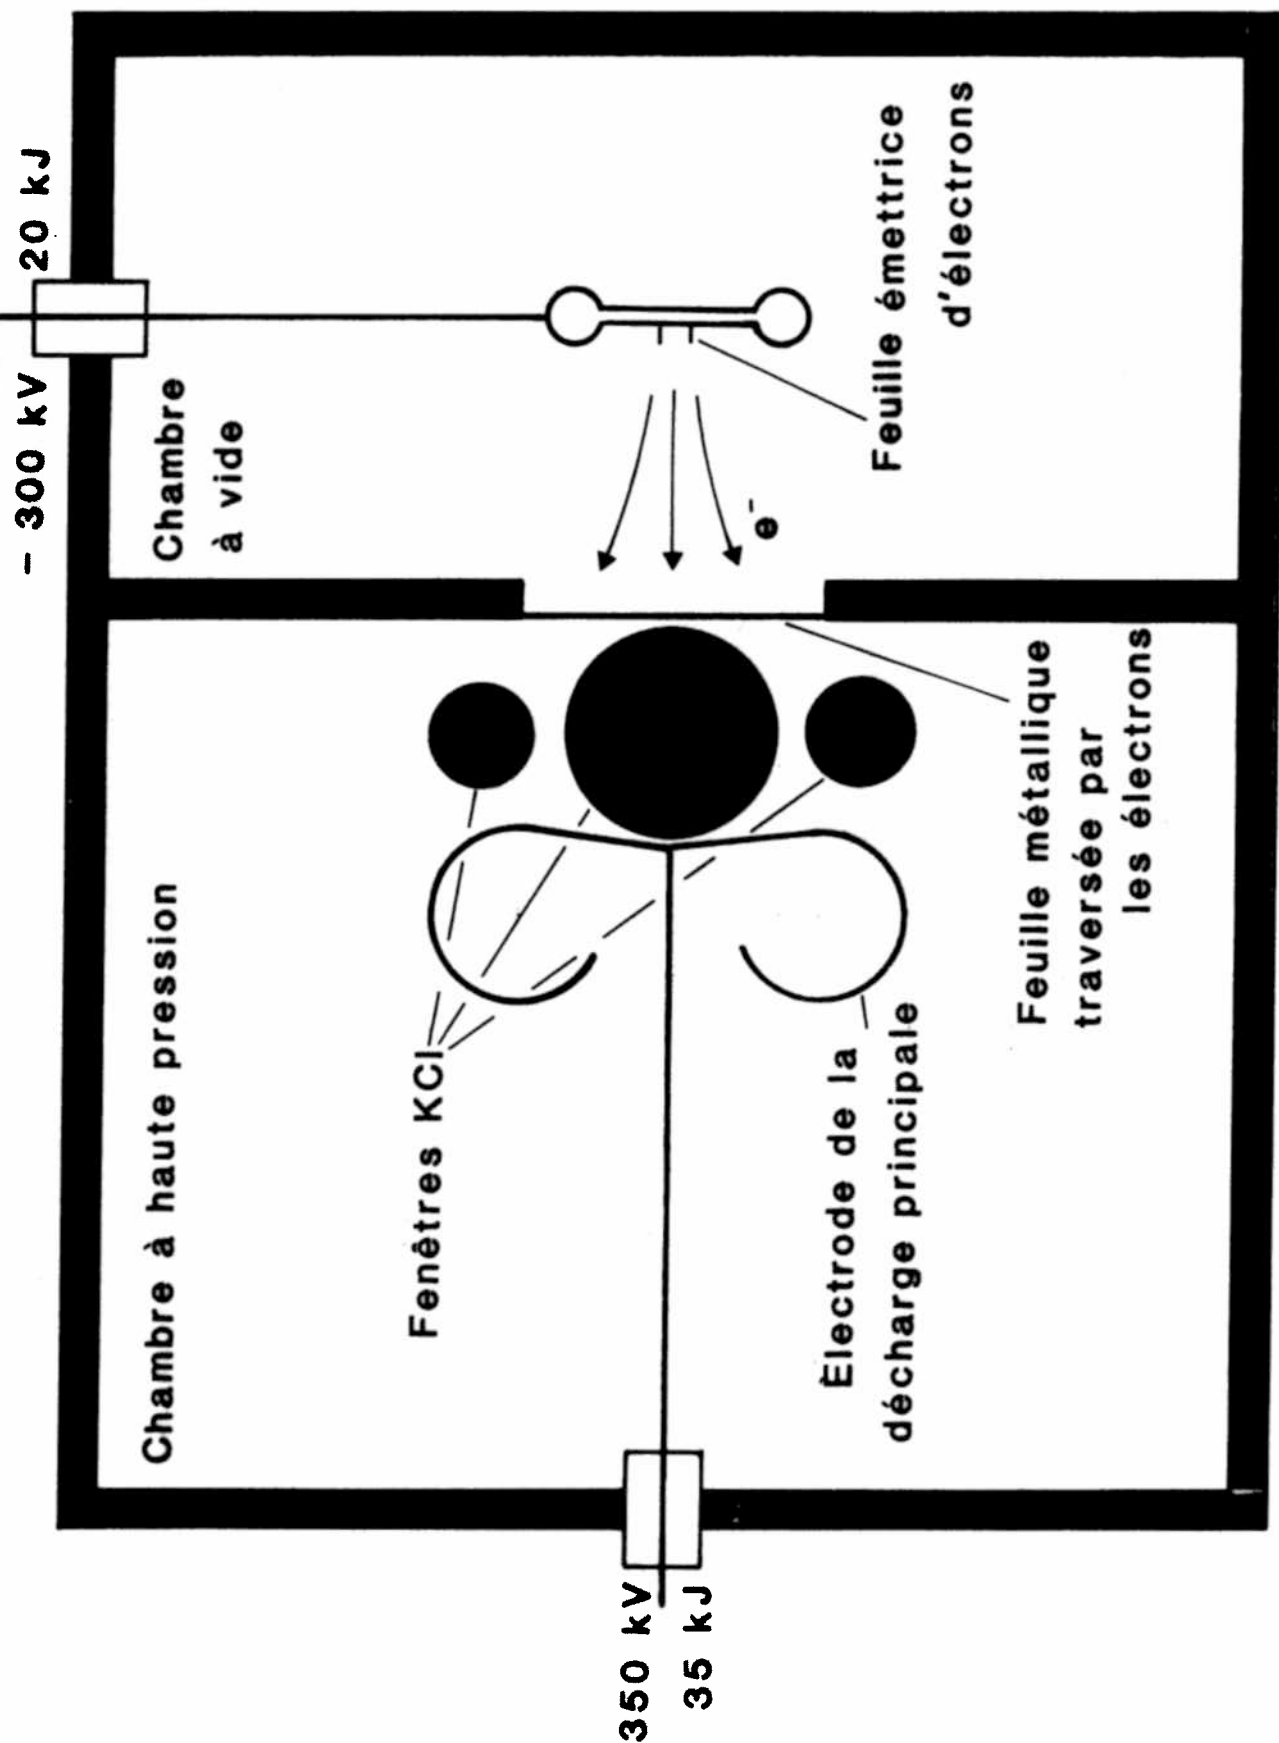 − 300 kV 20 kJ
Chambre
à vide
Feuille émettrice
d'électrons
e⁻
Chambre à haute pression
Fenêtres KCl
Électrode de la
décharge principale
Feuille métallique
traversée par
les électrons
350 kV
35 kJ